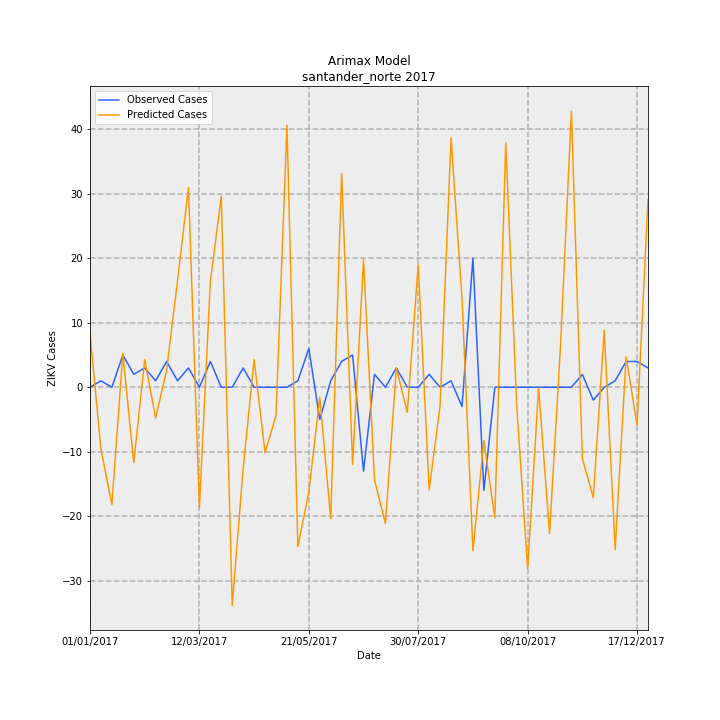 Arimax Model
santander_norte 2017
Observed Cases
Predicted Cases
ZIKV Cases
40
30
20
10
0
−10
−20
−30
01/01/2017 12/03/2017 21/05/2017 30/07/2017 08/10/2017 17/12/2017
Date